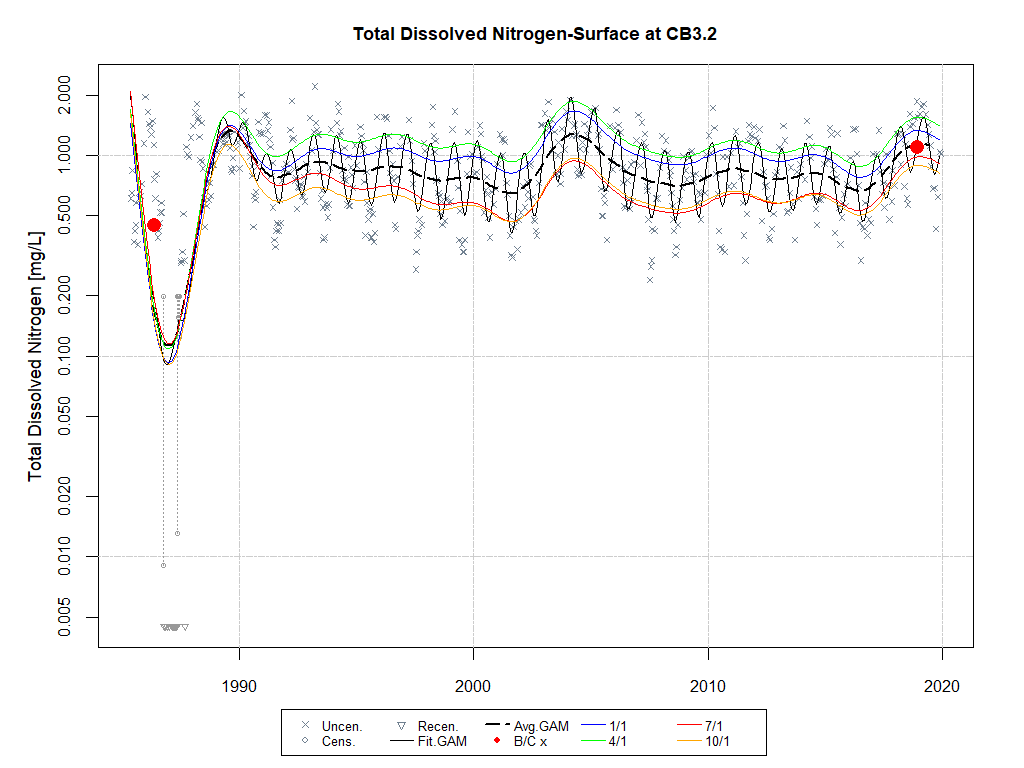 Total Dissolved Nitrogen-Surface at CB3.2
Total Dissolved Nitrogen [mg/L]
2.000
1.000
0.500
0.200
0.100
0.050
0.020
0.010
0.005
1990 2000 2010 2020
Uncen. Recen. Avg.GAM 1/1 7/1
Cens. Fit.GAM B/C x 4/1 10/1